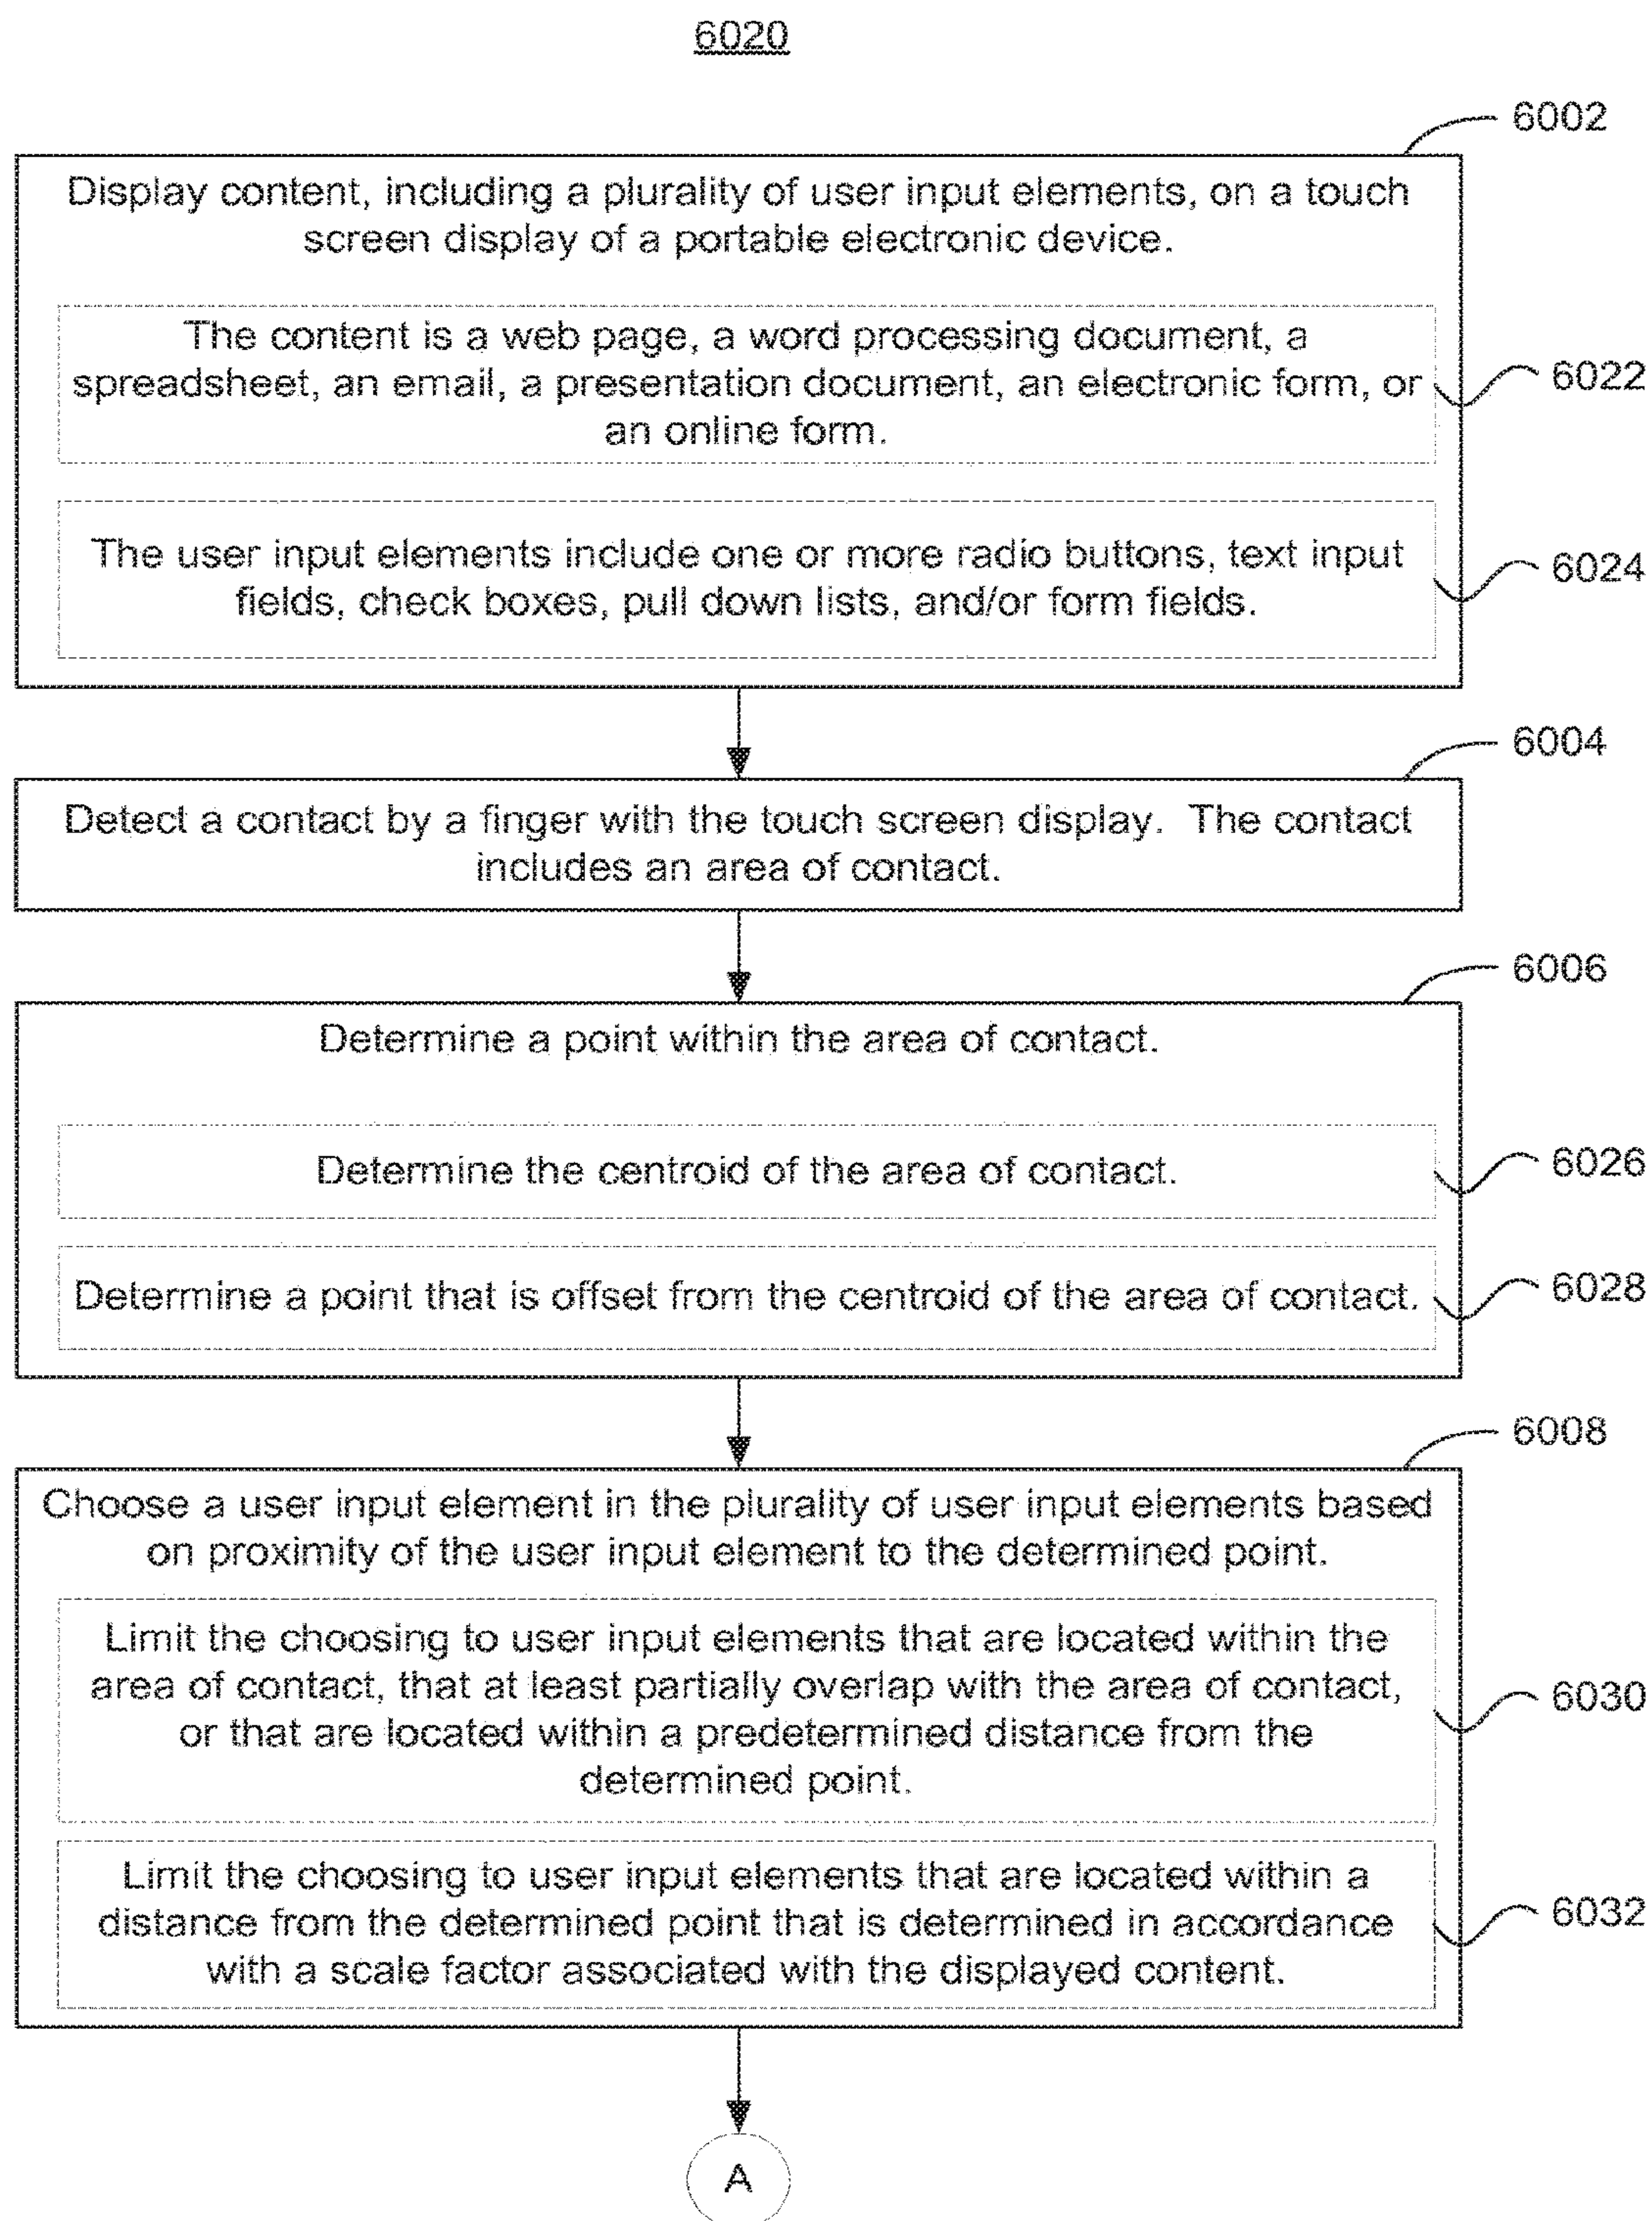 6020
6002
Display content, including a plurality of user input elements, on a touch
screen display of a portable electronic device.
The content is a web page, a word processing document, a
spreadsheet, an email, a presentation document, an electronic form, or
an online form.
6022
The user input elements include one or more radio buttons, text input
fields, check boxes, pull down lists, and/or form fields.
6024
6004
Detect a contact by a finger with the touch screen display. The contact
includes an area of contact.
6006
Determine a point within the area of contact.
Determine the centroid of the area of contact.
6026
Determine a point that is offset from the centroid of the area of contact.
6028
6008
Choose a user input element in the plurality of user input elements based
on proximity of the user input element to the determined point.
Limit the choosing to user input elements that are located within the
area of contact, that at least partially overlap with the area of contact,
or that are located within a predetermined distance from the
determined point.
6030
Limit the choosing to user input elements that are located within a
distance from the determined point that is determined in accordance
with a scale factor associated with the displayed content.
6032
A